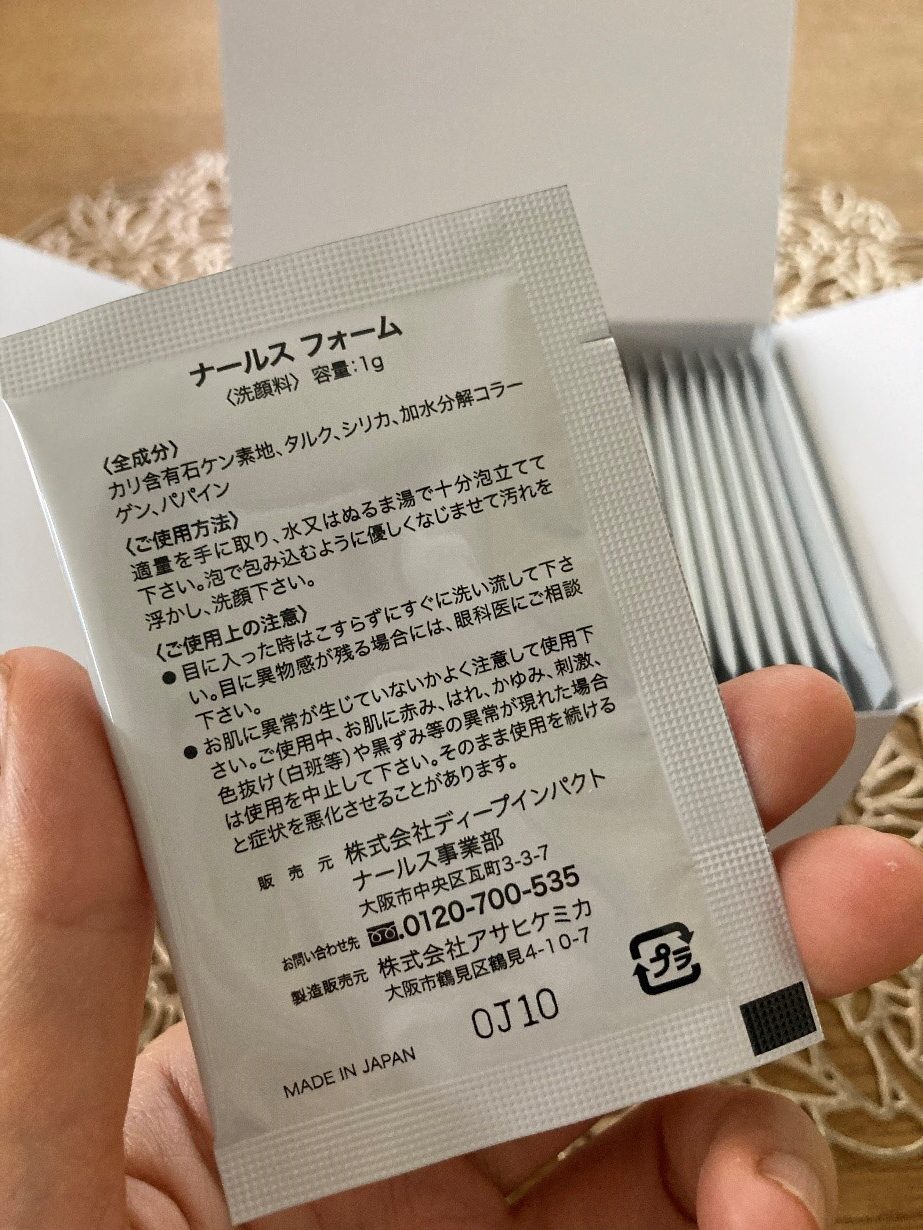 ナールス フォーム
〈洗顔料〉 容量:1g
〈全成分〉
カリ含有石ケン素地、タルク、シリカ、加水分解コラー
ゲン、パパイン
〈ご使用方法〉
適量を手に取り、水又はぬるま湯で十分泡立てて
下さい。泡で包み込むように優しくなじませて汚れを
浮かし、洗顔下さい。
〈ご使用上の注意〉
●目に入った時はこすらずにすぐに洗い流して下さ
い。目に異物感が残る場合には、眼科医にご相談
下さい。
●お肌に異常が生じていないかよく注意して使用下
さい。ご使用中、お肌に赤み、はれ、かゆみ、刺激、
色抜け(白班等)や黒ずみ等の異常が現れた場合
は使用を中止して下さい。そのまま使用を続ける
と症状を悪化させることがあります。
販売元 株式会社ディープインパクト
ナールス事業部
大阪市中央区瓦町3-3-7
お問い合わせ先 0120-700-535
製造販売元 株式会社アサヒケミカ
大阪市鶴見区鶴見4-10-7
プラ
0J10
MADE IN JAPAN